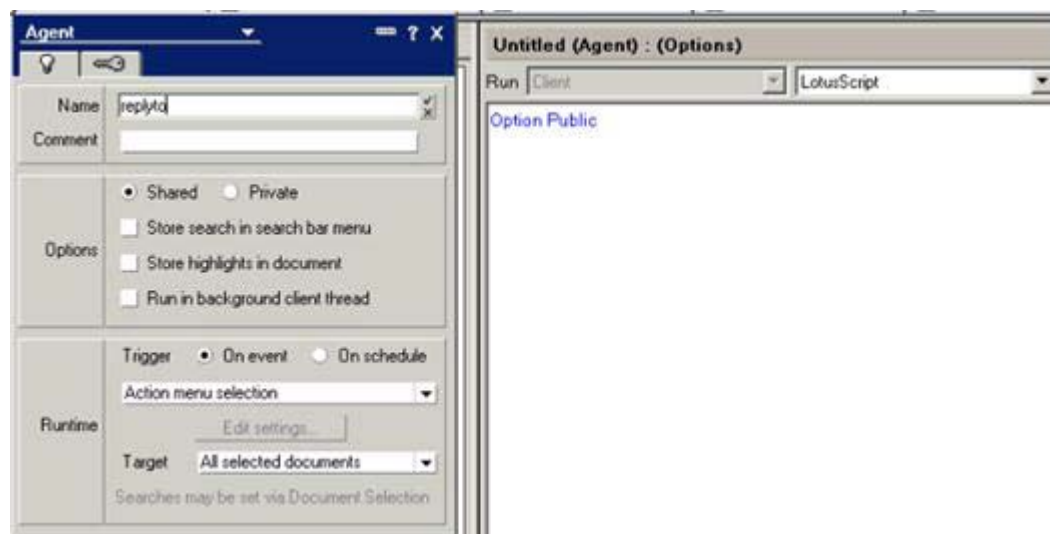 Agent
? X
Name replyto
Comment
Options
Shared Private
Store search in search bar menu
Store highlights in document
Run in background client thread
Runtime
Trigger On event On schedule
Action menu selection
Edit settings...
Target All selected documents
Searches may be set via Document Selection
Untitled (Agent) : (Options)
Run Client LotusScript
Option Public